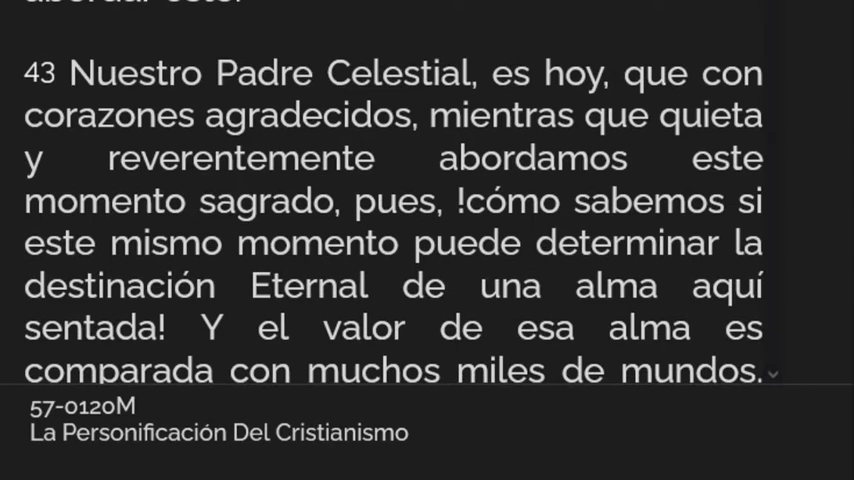 43 Nuestro Padre Celestial, es hoy, que con
corazones agradecidos, mientras que quieta
y reverentemente abordamos este
momento sagrado, pues, !cómo sabemos si
este mismo momento puede determinar la
destinación Eternal de una alma aquí
sentada! Y el valor de esa alma es
comparada con muchos miles de mundos.
57-0120M
La Personificación Del Cristianismo